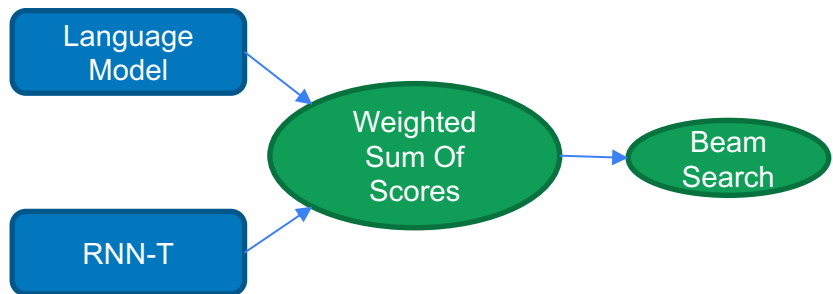 Language
Model
Weighted
Sum Of
Scores
Beam
Search
RNN-T